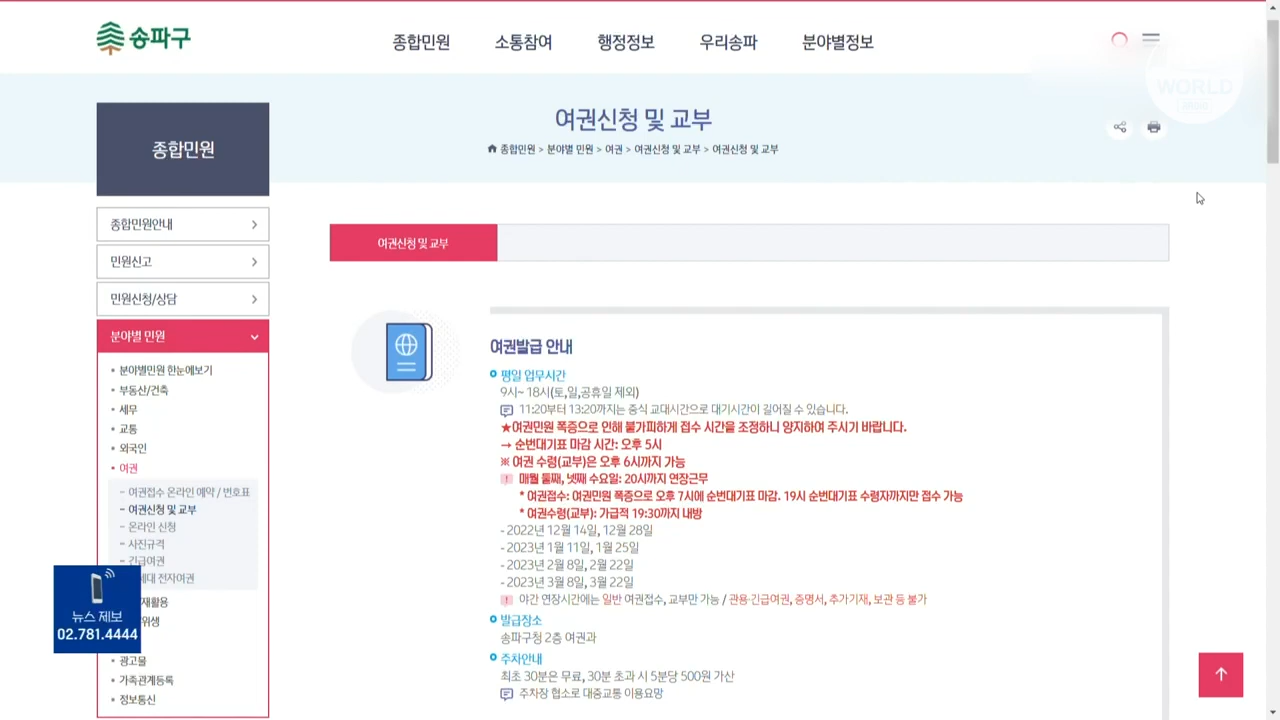 송파구
종합민원
소통참여
행정정보
우리송파
분야별정보
WORLD
종합민원
여권신청 및 교부
종합민원 > 분야별 민원 > 여권 > 여권신청 및 교부 > 여권신청 및 교부
종합민원안내
민원신고
민원신청/상담
분야별 민원
분야별민원 한눈에보기
부동산/건축
세무
교통
외국인
여권
- 여권접수 온라인 예약 / 번호표
- 여권신청 및 교부
- 온라인 신청
- 사진규격
- 긴급여권
세대 전자여권
재활용
위생
광고물
가족관계등록
정보통신
뉴스 제보
02.781.4444
여권신청 및 교부
여권발급 안내
평일 업무시간
9시~ 18시(토,일,공휴일 제외)
11:20부터 13:20까지는 중식 교대시간으로 대기시간이 길어질 수 있습니다.
★여권민원 폭증으로 인해 불가피하게 접수 시간을 조정하니 양지하여 주시기 바랍니다.
→ 순번대기표 마감 시간: 오후 5시
※ 여권 수령(교부)은 오후 6시까지 가능
! 매월 둘째, 넷째 수요일: 20시까지 연장근무
* 여권접수: 여권민원 폭증으로 오후 7시에 순번대기표 마감. 19시 순번대기표 수령자까지만 접수 가능
* 여권수령(교부): 가급적 19:30까지 내방
- 2022년 12월 14일, 12월 28일
- 2023년 1월 11일, 1월 25일
- 2023년 2월 8일, 2월 22일
- 2023년 3월 8일, 3월 22일
! 야간 연장시간에는 일반 여권접수, 교부만 가능 / 관용·긴급여권, 증명서, 추가기재, 보관 등 불가
발급장소
송파구청 2층 여권과
주차안내
최초 30분은 무료, 30분 초과 시 5분당 500원 가산
주차장 협소로 대중교통 이용요망